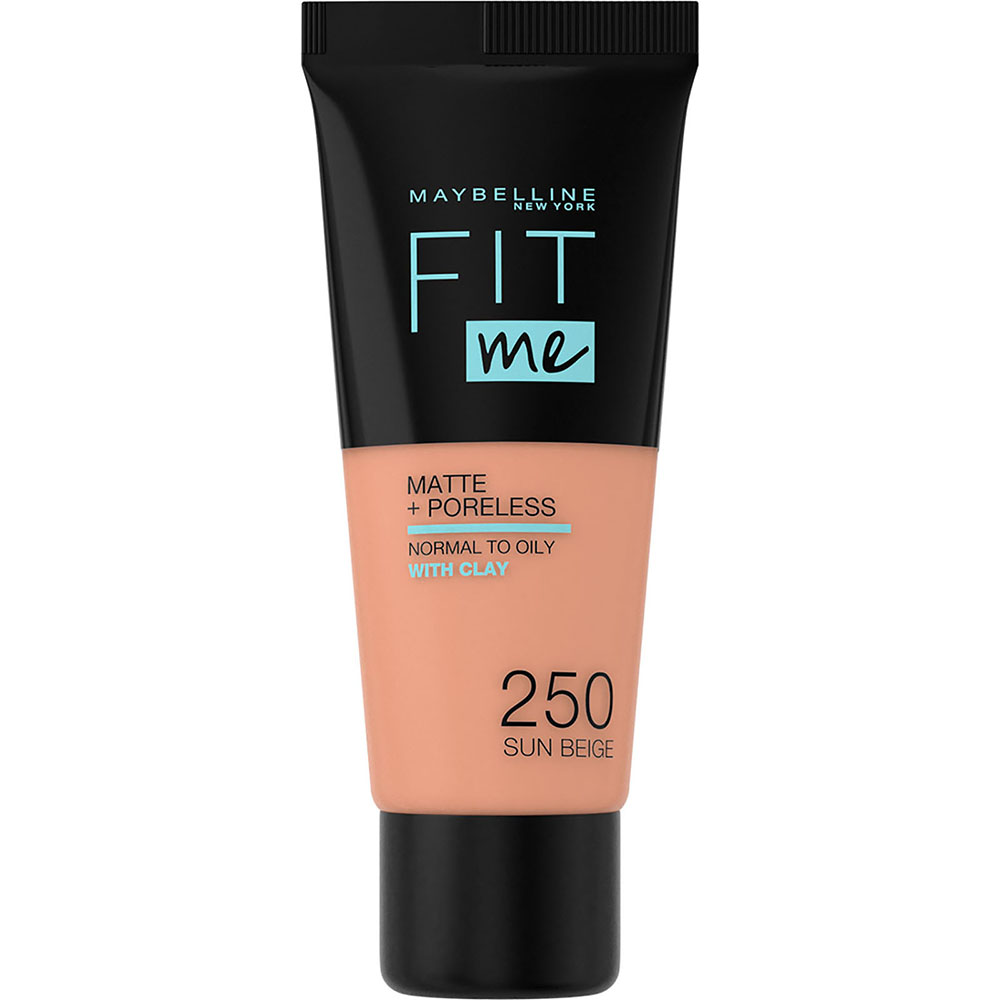 MAYBELLINE
NEW YORK
FIT
me
MATTE
+ PORELESS
NORMAL TO OILY
WITH CLAY
250
SUN BEIGE